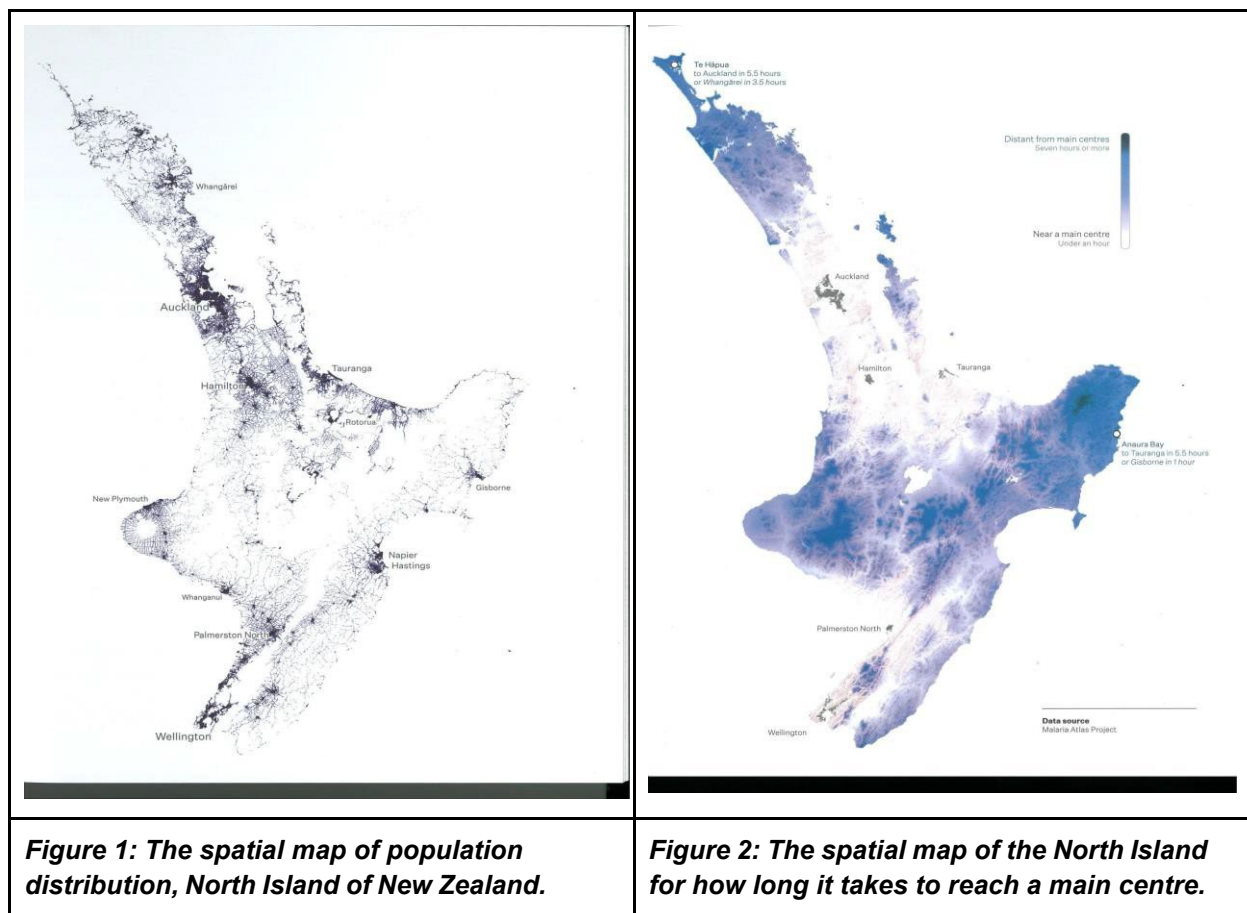 Whangārei
Auckland
Hamilton
Tauranga
Rotorua
Gisborne
New Plymouth
Napier
Hastings
Whanganui
Palmerston North
Wellington
Te Hāpua
to Auckland in 5.5 hours
or Whangārei in 3.5 hours
Distant from main centres
Seven hours or more
Near a main centre
Under an hour
Auckland
Hamilton
Tauranga
Anaura Bay
to Tauranga in 5.5 hours
or Gisborne in 1 hour
Palmerston North
Wellington
Data source
Malaria Atlas Project
Figure 1: The spatial map of population
distribution, North Island of New Zealand.
Figure 2: The spatial map of the North Island
for how long it takes to reach a main centre.